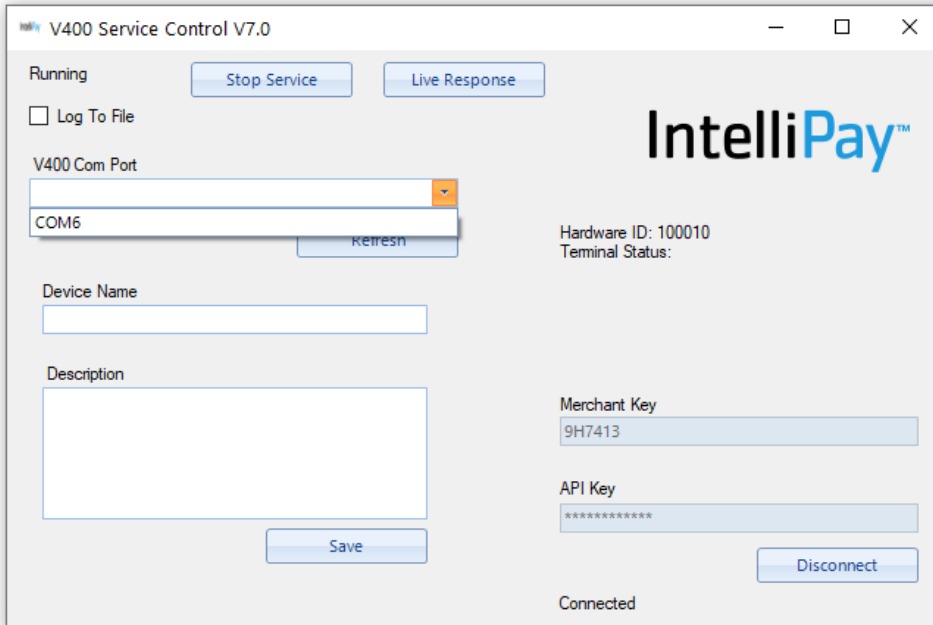 V400 Service Control V7.0
Running
Stop Service
Live Response
Log To File
IntelliPay™
V400 Com Port
COM6
Refresh
Hardware ID: 100010
Terminal Status:
Device Name
Description
Merchant Key
9H7413
API Key
************
Save
Disconnect
Connected